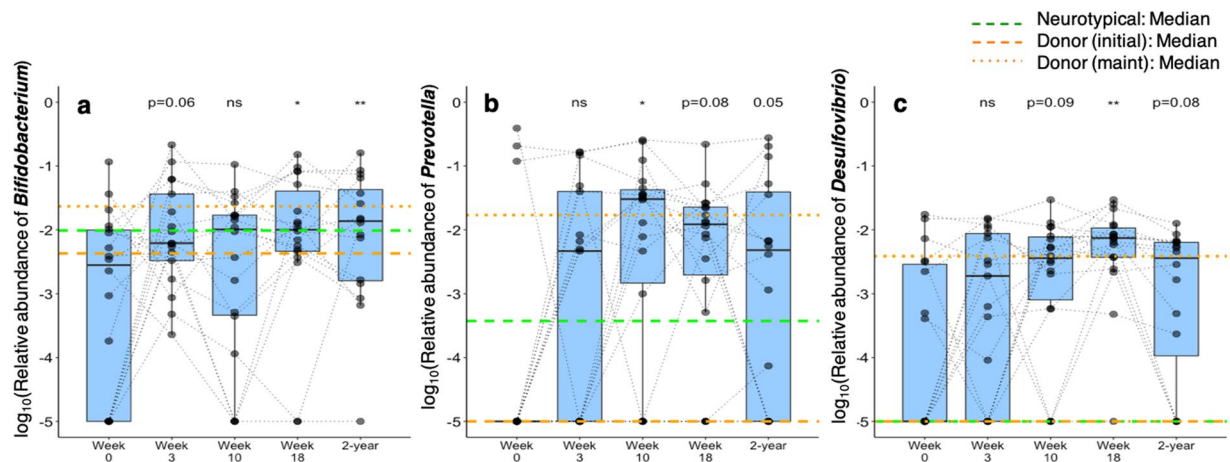 Neurotypical: Median
Donor (initial): Median
Donor (maint): Median
a
p=0.06 ns * **
log10(Relative abundance of Bifidobacterium)
0
-1
-2
-3
-4
-5
Week 0
Week 3
Week 10
Week 18
2-year
b
ns * p=0.08 0.05
log10(Relative abundance of Prevotella)
0
-1
-2
-3
-4
-5
Week 0
Week 3
Week 10
Week 18
2-year
c
ns p=0.09 ** p=0.08
log10(Relative abundance of Desulfovibrio)
0
-1
-2
-3
-4
-5
Week 0
Week 3
Week 10
Week 18
2-year